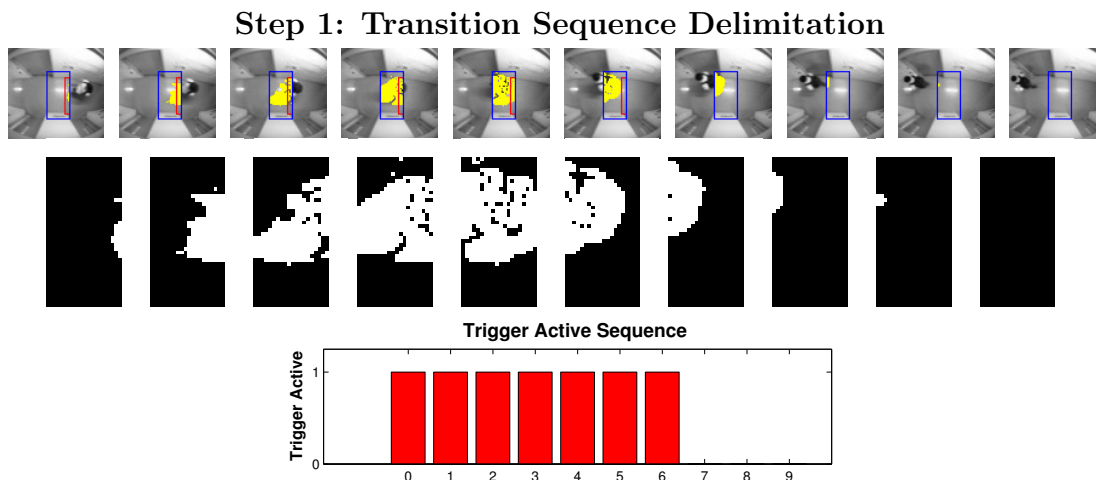 Step 1: Transition Sequence Delimitation
Trigger Active Sequence
Trigger Active
1
0
0 1 2 3 4 5 6 7 8 9